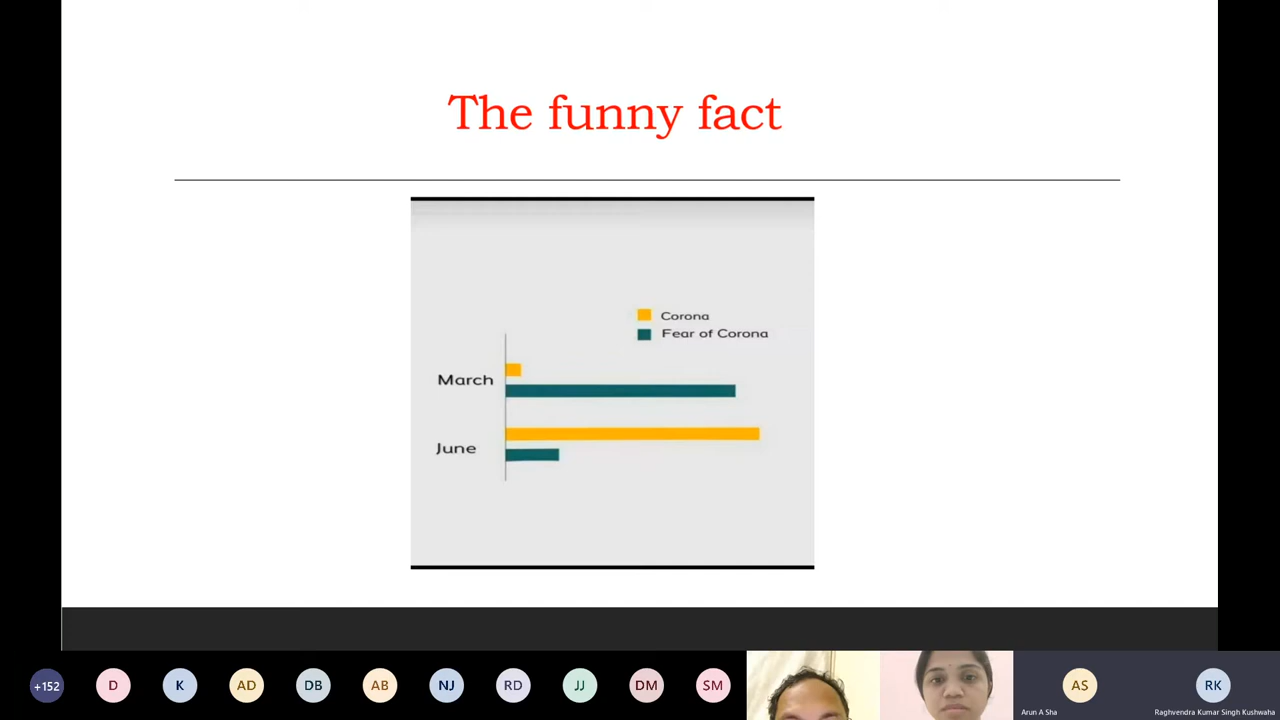 The funny fact
Corona
Fear of Corona
March
June
+152
D
K
AD
DB
AB
NJ
RD
JJ
DM
SM
AS
RK
Arun A Sha
Raghvendra Kumar Singh Kushwaha